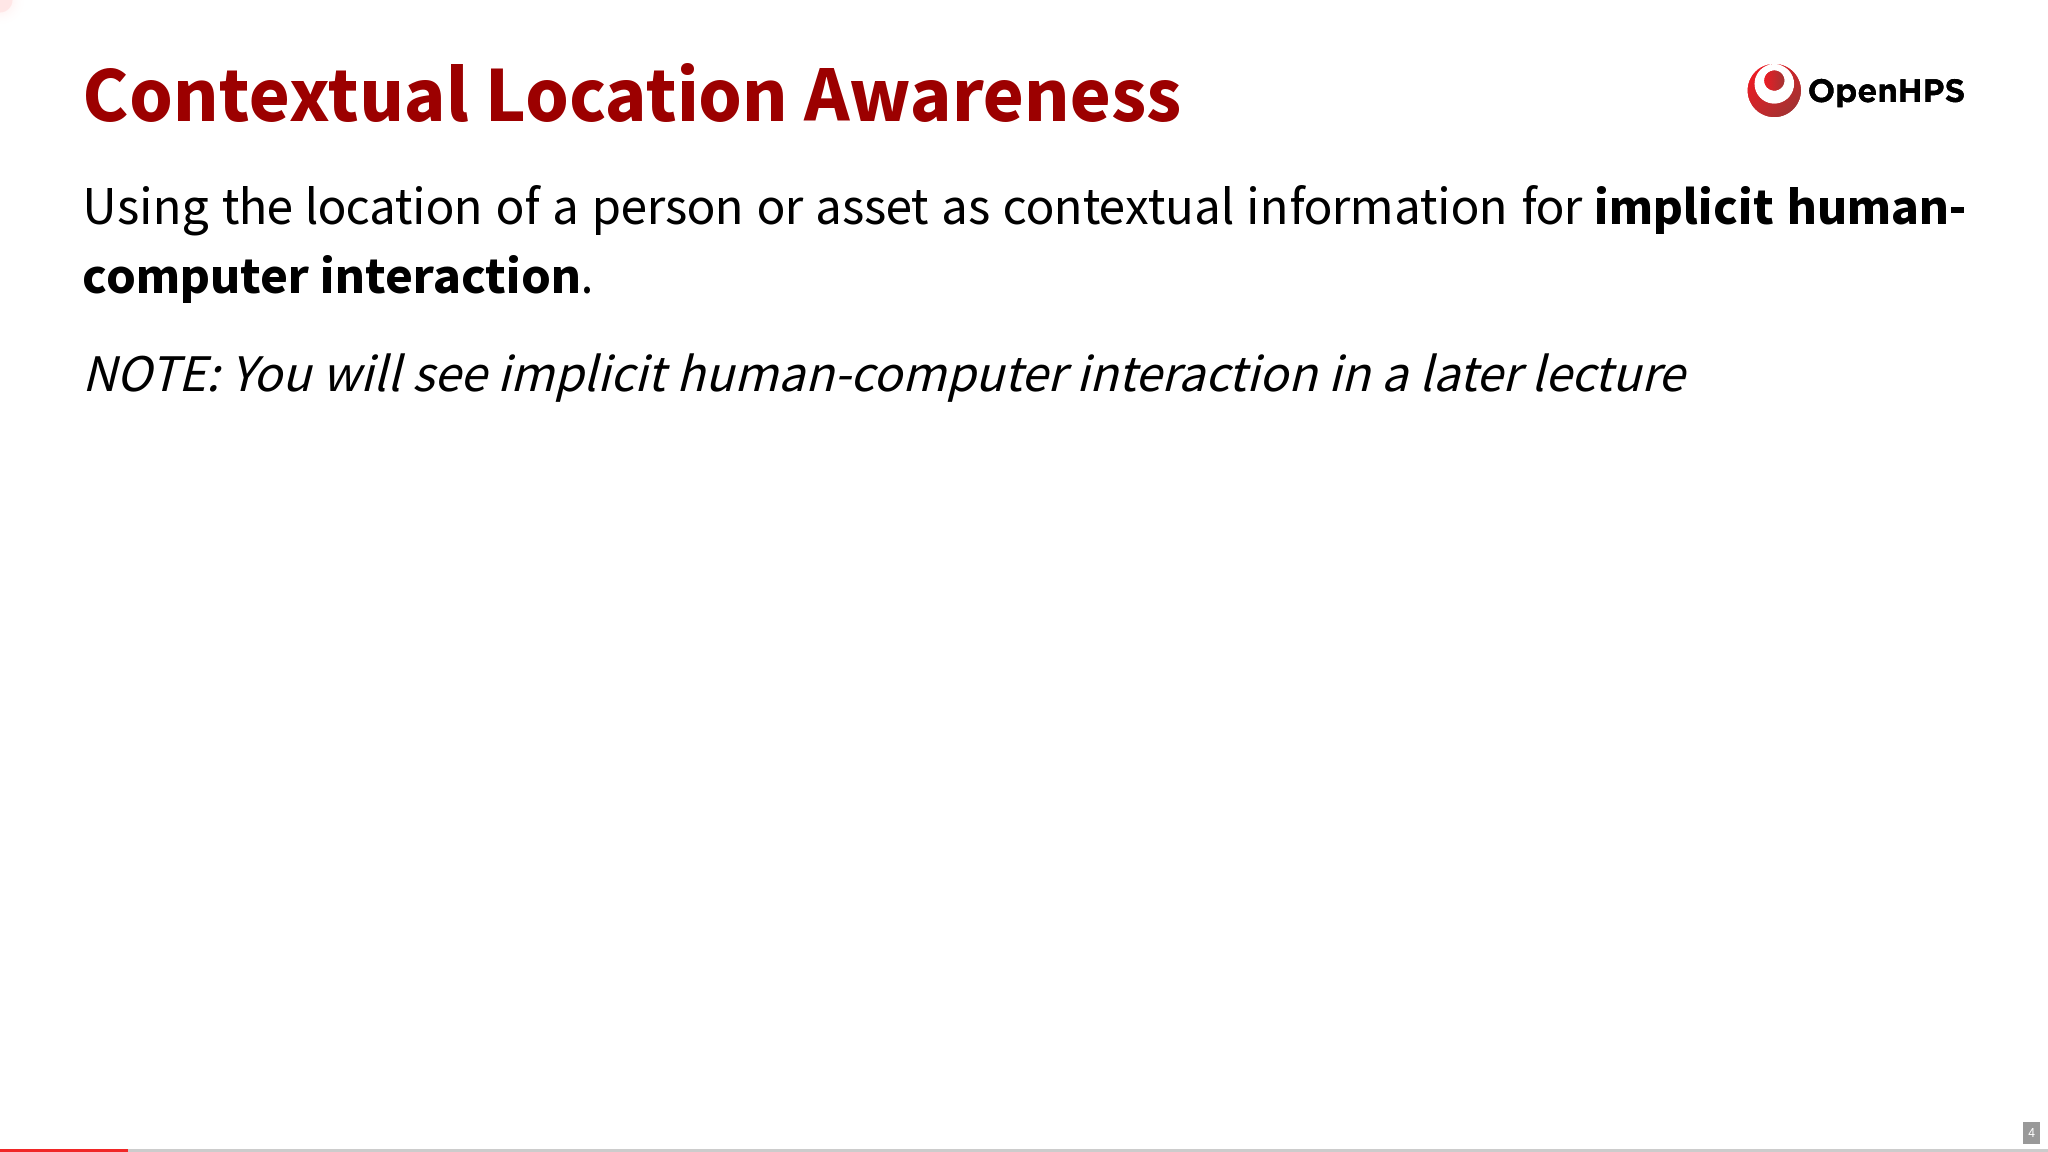 Contextual Location Awareness
OpenHPS
Using the location of a person or asset as contextual information for implicit human-
computer interaction.
NOTE: You will see implicit human-computer interaction in a later lecture
4